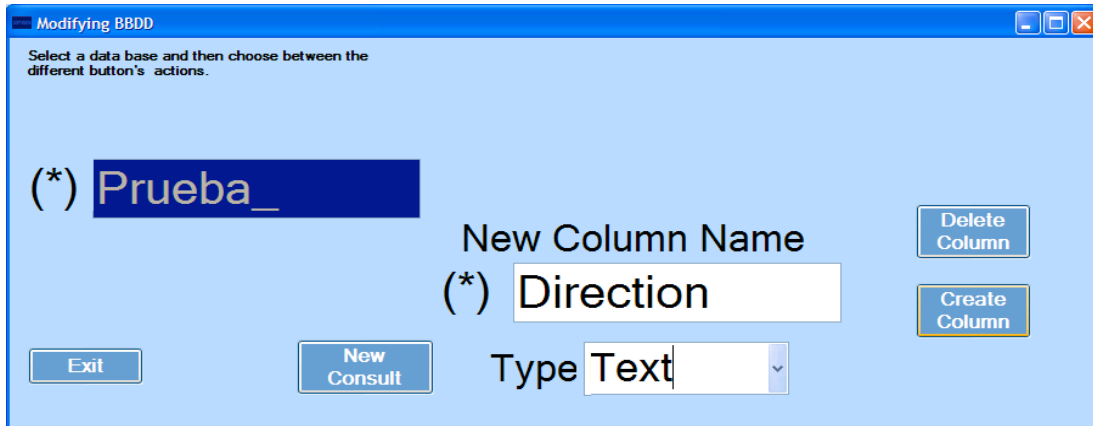 Modifying BBDD
Select a data base and then choose between the
different button's actions.
(*) Prueba_
New Column Name
(*) Direction
Type Text
Delete
Column
Create
Column
Exit
New
Consult